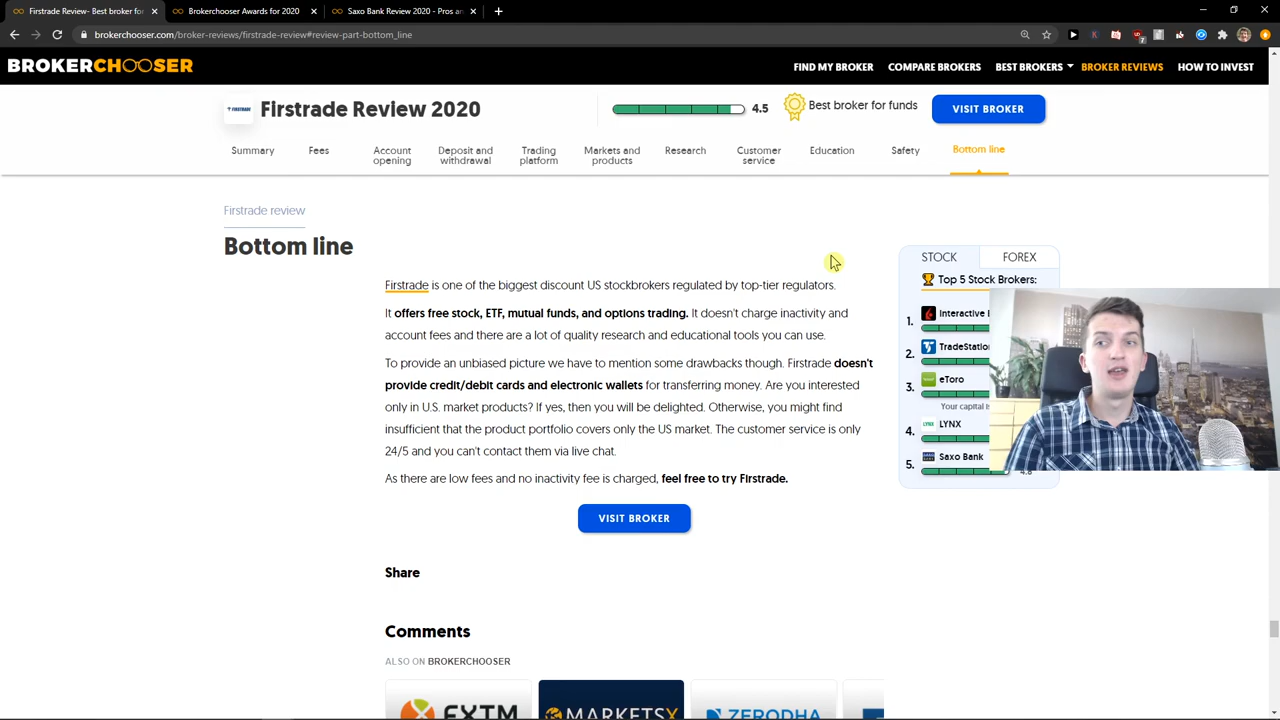 Firstrade Review- Best broker for
Brokerchooser Awards for 2020
Saxo Bank Review 2020 - Pros an
brokerchooser.com/broker-reviews/firstrade-review#review-part-bottom_line
BROKERCHOOSER
FIND MY BROKER
COMPARE BROKERS
BEST BROKERS
BROKER REVIEWS
HOW TO INVEST
FIRSTRADE
Firstrade Review 2020
4.5
Best broker for funds
VISIT BROKER
Summary
Fees
Account opening
Deposit and withdrawal
Trading platform
Markets and products
Research
Customer service
Education
Safety
Bottom line
Firstrade review
Bottom line
Firstrade is one of the biggest discount US stockbrokers regulated by top-tier regulators.
It offers free stock, ETF, mutual funds, and options trading. It doesn't charge inactivity and
account fees and there are a lot of quality research and educational tools you can use.
To provide an unbiased picture we have to mention some drawbacks though. Firstrade doesn't
provide credit/debit cards and electronic wallets for transferring money. Are you interested
only in U.S. market products? If yes, then you will be delighted. Otherwise, you might find
insufficient that the product portfolio covers only the US market. The customer service is only
24/5 and you can't contact them via live chat.
As there are low fees and no inactivity fee is charged, feel free to try Firstrade.
VISIT BROKER
Share
Comments
ALSO ON BROKERCHOOSER
FXTM
MARKETSX
ZERODHA
STOCK
FOREX
Top 5 Stock Brokers:
1. Interactive
2. TradeStation
3. eToro
Your capital is
4. LYNX
5. Saxo Bank
4.8